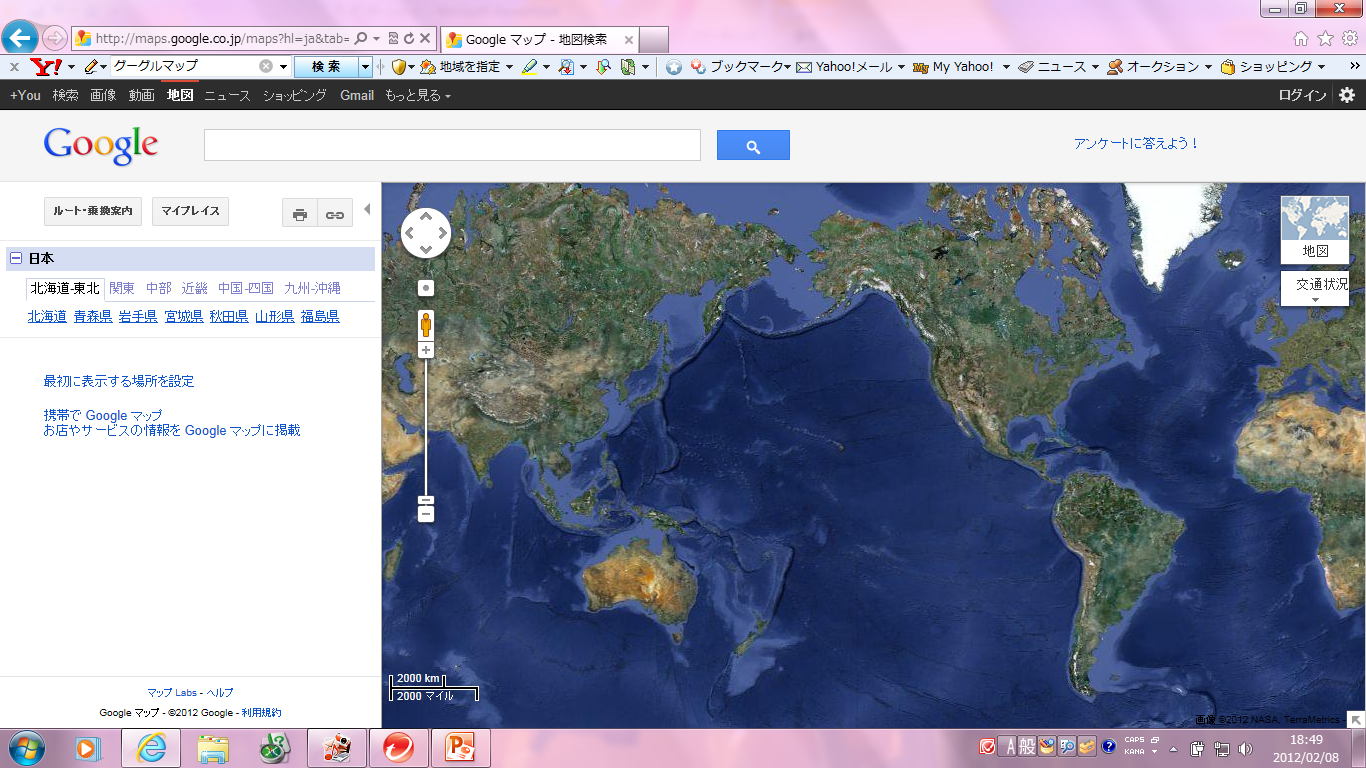 http://maps.google.co.jp/maps?hl=ja&tab=
Google マップ - 地図検索
Y! グーグルマップ 検 索 地域を指定 ブックマーク Yahoo!メール My Yahoo! ニュース オークション ショッピング
+You 検索 画像 動画 地図 ニュース ショッピング Gmail もっと見る ログイン
Google
アンケートに答えよう！
ルート・乗換案内 マイプレイス
日本
北海道-東北 関東 中部 近畿 中国-四国 九州-沖縄
北海道 青森県 岩手県 宮城県 秋田県 山形県 福島県
最初に表示する場所を設定
携帯で Google マップ
お店やサービスの情報を Google マップに掲載
マップ Labs - ヘルプ
Google マップ - ©2012 Google - 利用規約
地図
交通状況
2000 km
2000 マイル
画像 ©2012 NASA, TerraMetrics -
A 般 CAPS
KANA
18:49
2012/02/08